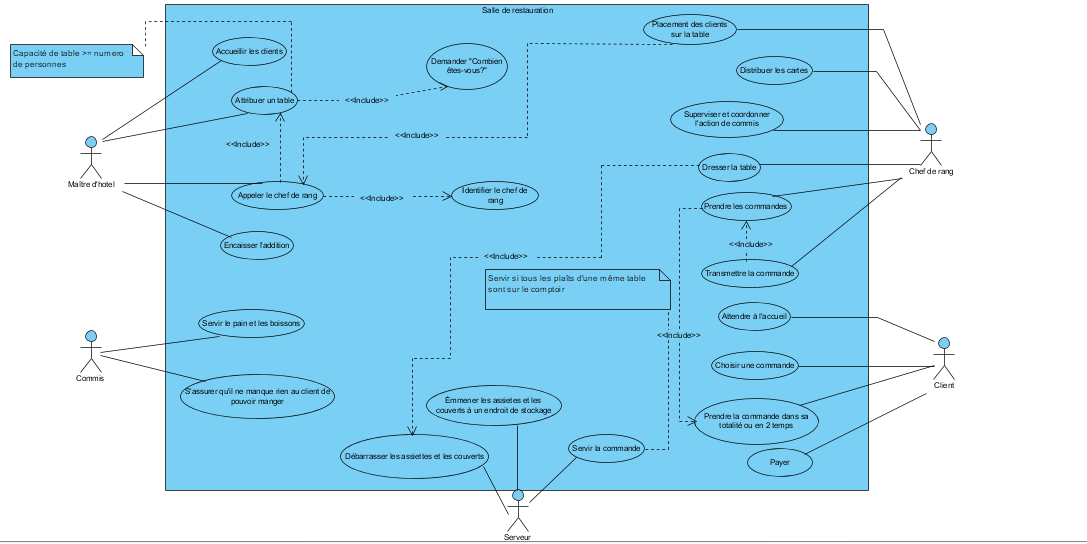 Salle de restauration
Capacité de table >= numero
de personnes
Accueillir les clients
Demander "Combien
êtes-vous?"
Placement des clients
sur la table
Distribuer les cartes
Attribuer un table
<<Include>>
<<Include>>
<<Include>>
Superviser et coordonner
l'action de commis
Maître d'hotel
Chef de rang
Dresser la table
Appeler le chef de rang
<<Include>>
Identifier le chef de
rang
Prendre les commandes
<<Include>>
Encaisser l'addition
<<Include>>
Transmettre la commande
Servir si tous les plaîts d'une même table
sont sur le comptoir
Attendre à l'accueil
Servir le pain et les boissons
<<Include>>
Commis
Choisir une commande
Client
S'assurer qu'il ne manque rien au client de
pouvoir manger
Émmener les assietes et les
couverts à un endroit de stockage
Prendre la commande dans sa
totalité ou en 2 temps
Débarrasser les assiettes et les couverts
Servir la commande
Payer
Serveur